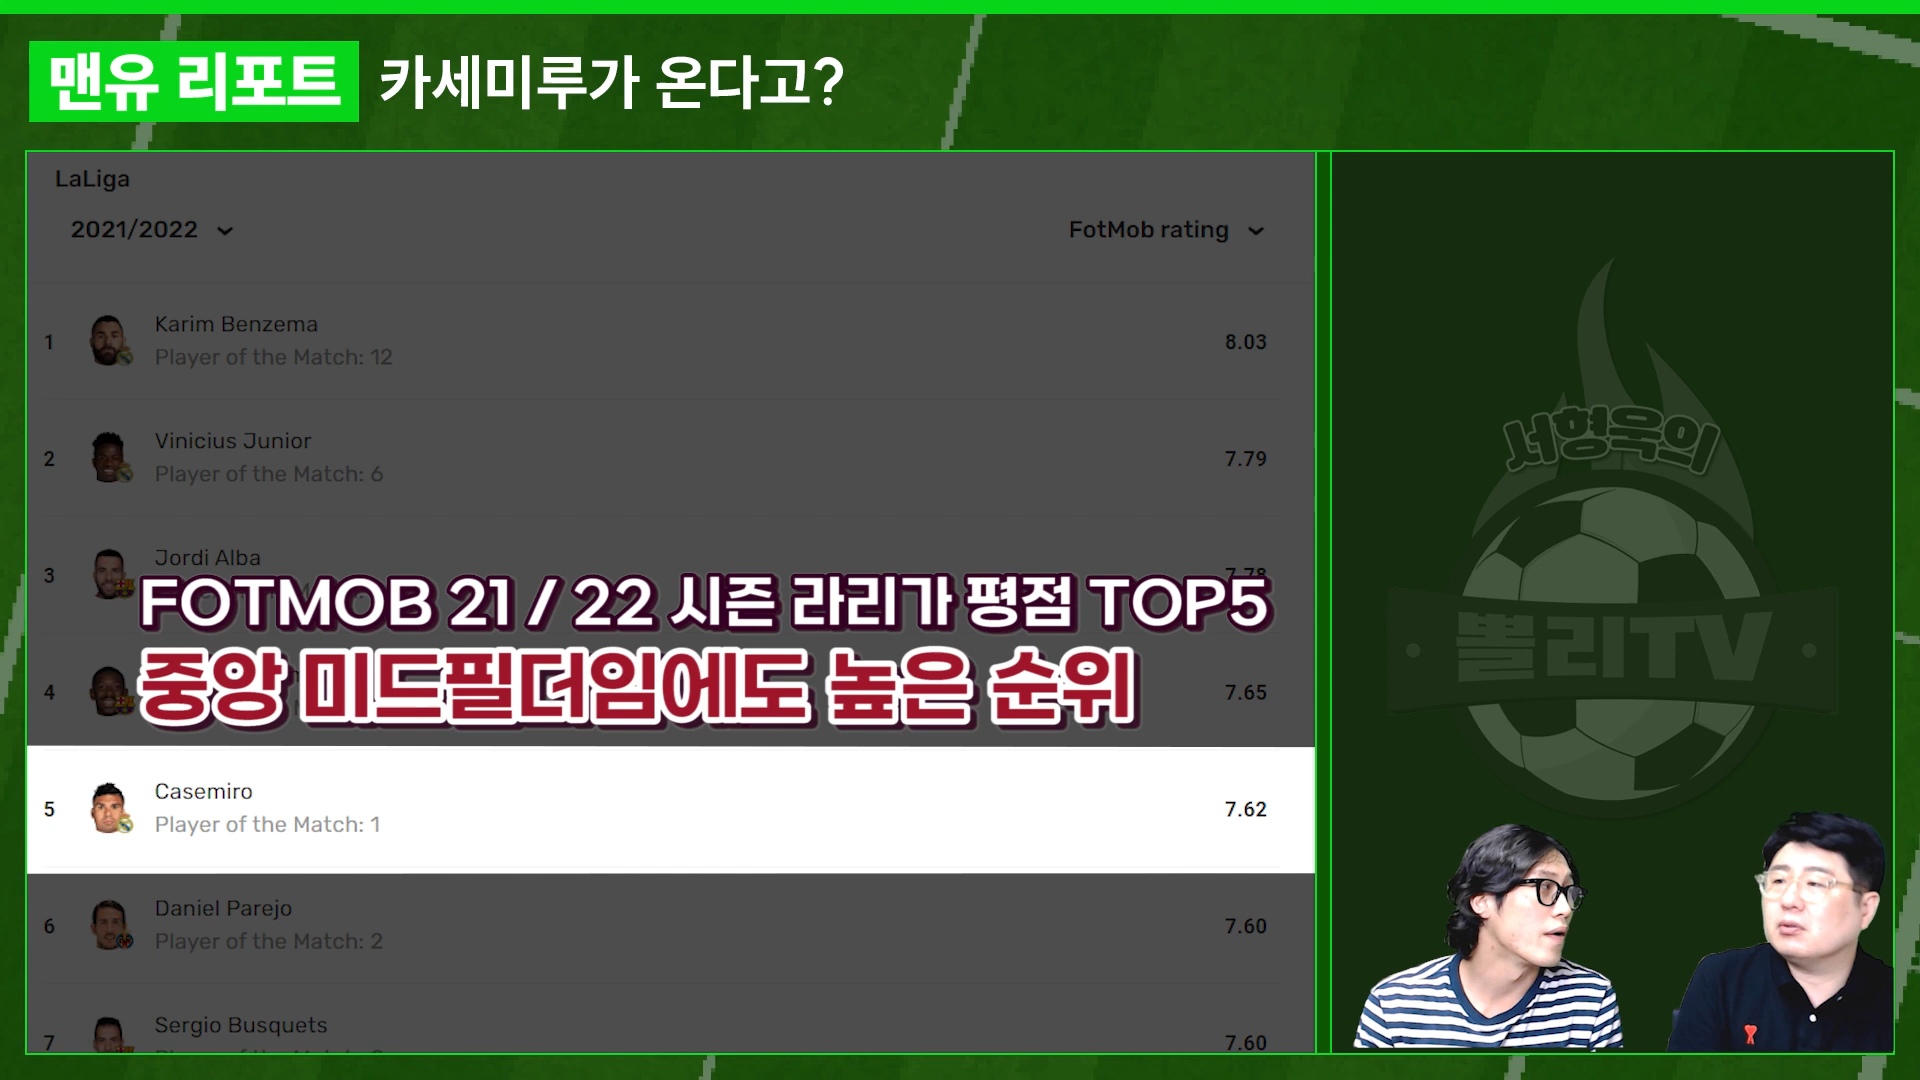 맨유 리포트 카세미루가 온다고?
LaLiga
2021/2022
FotMob rating
1
Karim Benzema
Player of the Match: 12
8.03
2
Vinicius Junior
Player of the Match: 6
7.79
3
Jordi Alba
7.78
FOTMOB 21 / 22 시즌 라리가 평점 TOP5
4
중앙 미드필더임에도 높은 순위
7.65
5
Casemiro
Player of the Match: 1
7.62
6
Daniel Parejo
Player of the Match: 2
7.60
7
Sergio Busquets
7.60
서형욱의
뽈리TV